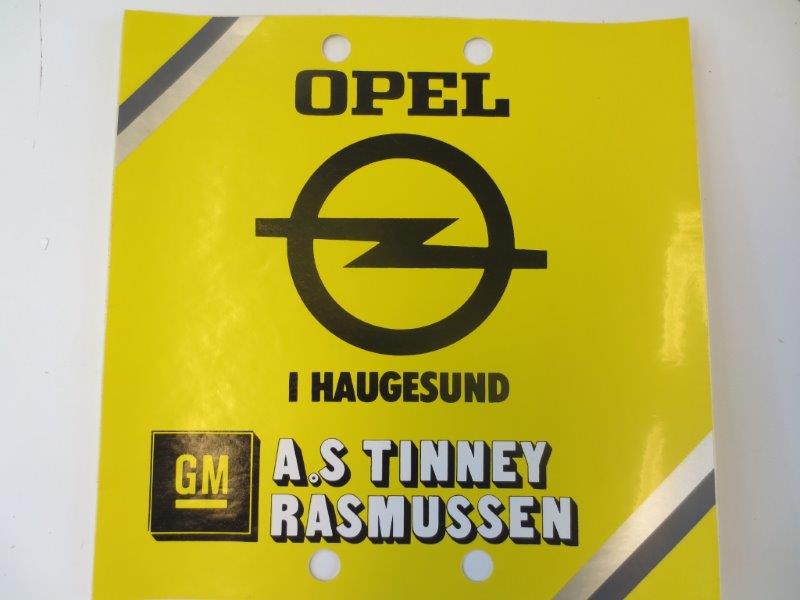 OPEL
I HAUGESUND
GM
A.S TINNEY
RASMUSSEN